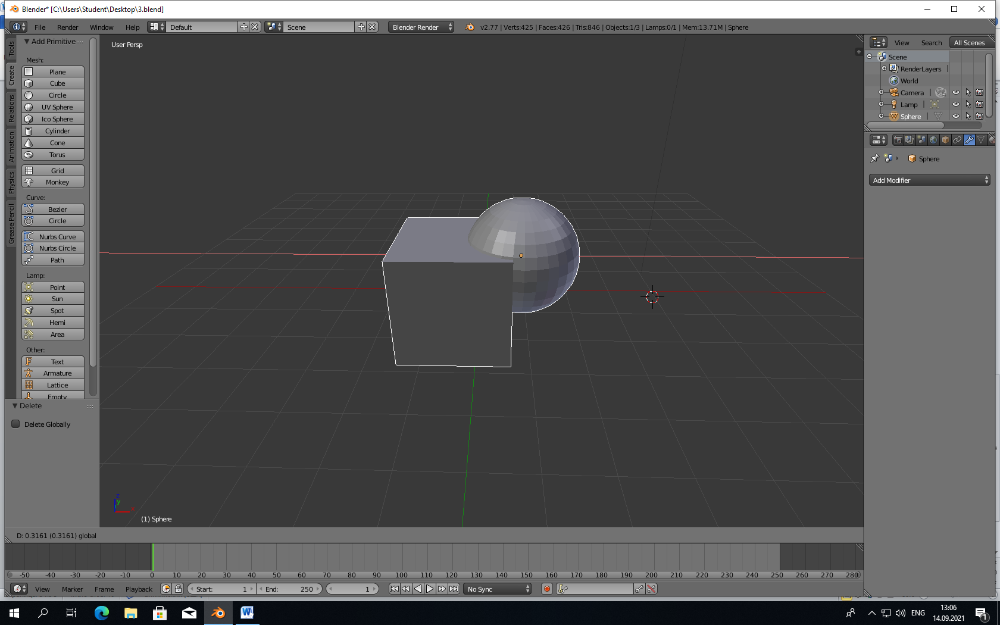 Blender* [C:\Users\Student\Desktop\3.blend]
File Render Window Help Default Scene Blender Render v2.77 | Verts:425 | Faces:426 | Tris:846 | Objects:1/3 | Lamps:0/1 | Mem:13.71M | Sphere
Tools
Create
Relations
Animation
Physics
Grease Pencil
Add Primitive
Mesh:
Plane
Cube
Circle
UV Sphere
Ico Sphere
Cylinder
Cone
Torus
Grid
Monkey
Curve:
Bezier
Circle
Nurbs Curve
Nurbs Circle
Path
Lamp:
Point
Sun
Spot
Hemi
Area
Other:
Text
Armature
Lattice
Empty
Delete
Delete Globally
User Persp
z
y
x
(1) Sphere
View Search All Scenes
Scene
RenderLayers
World
Camera
Lamp
Sphere
Sphere
Add Modifier
D: 0.3161 (0.3161) global
-50 -40 -30 -20 -10 0 10 20 30 40 50 60 70 80 90 100 110 120 130 140 150 160 170 180 190 200 210 220 230 240 250 260 270 280
View Marker Frame Playback Start: 1 End: 250 1 No Sync
ENG
13:06
14.09.2021
1